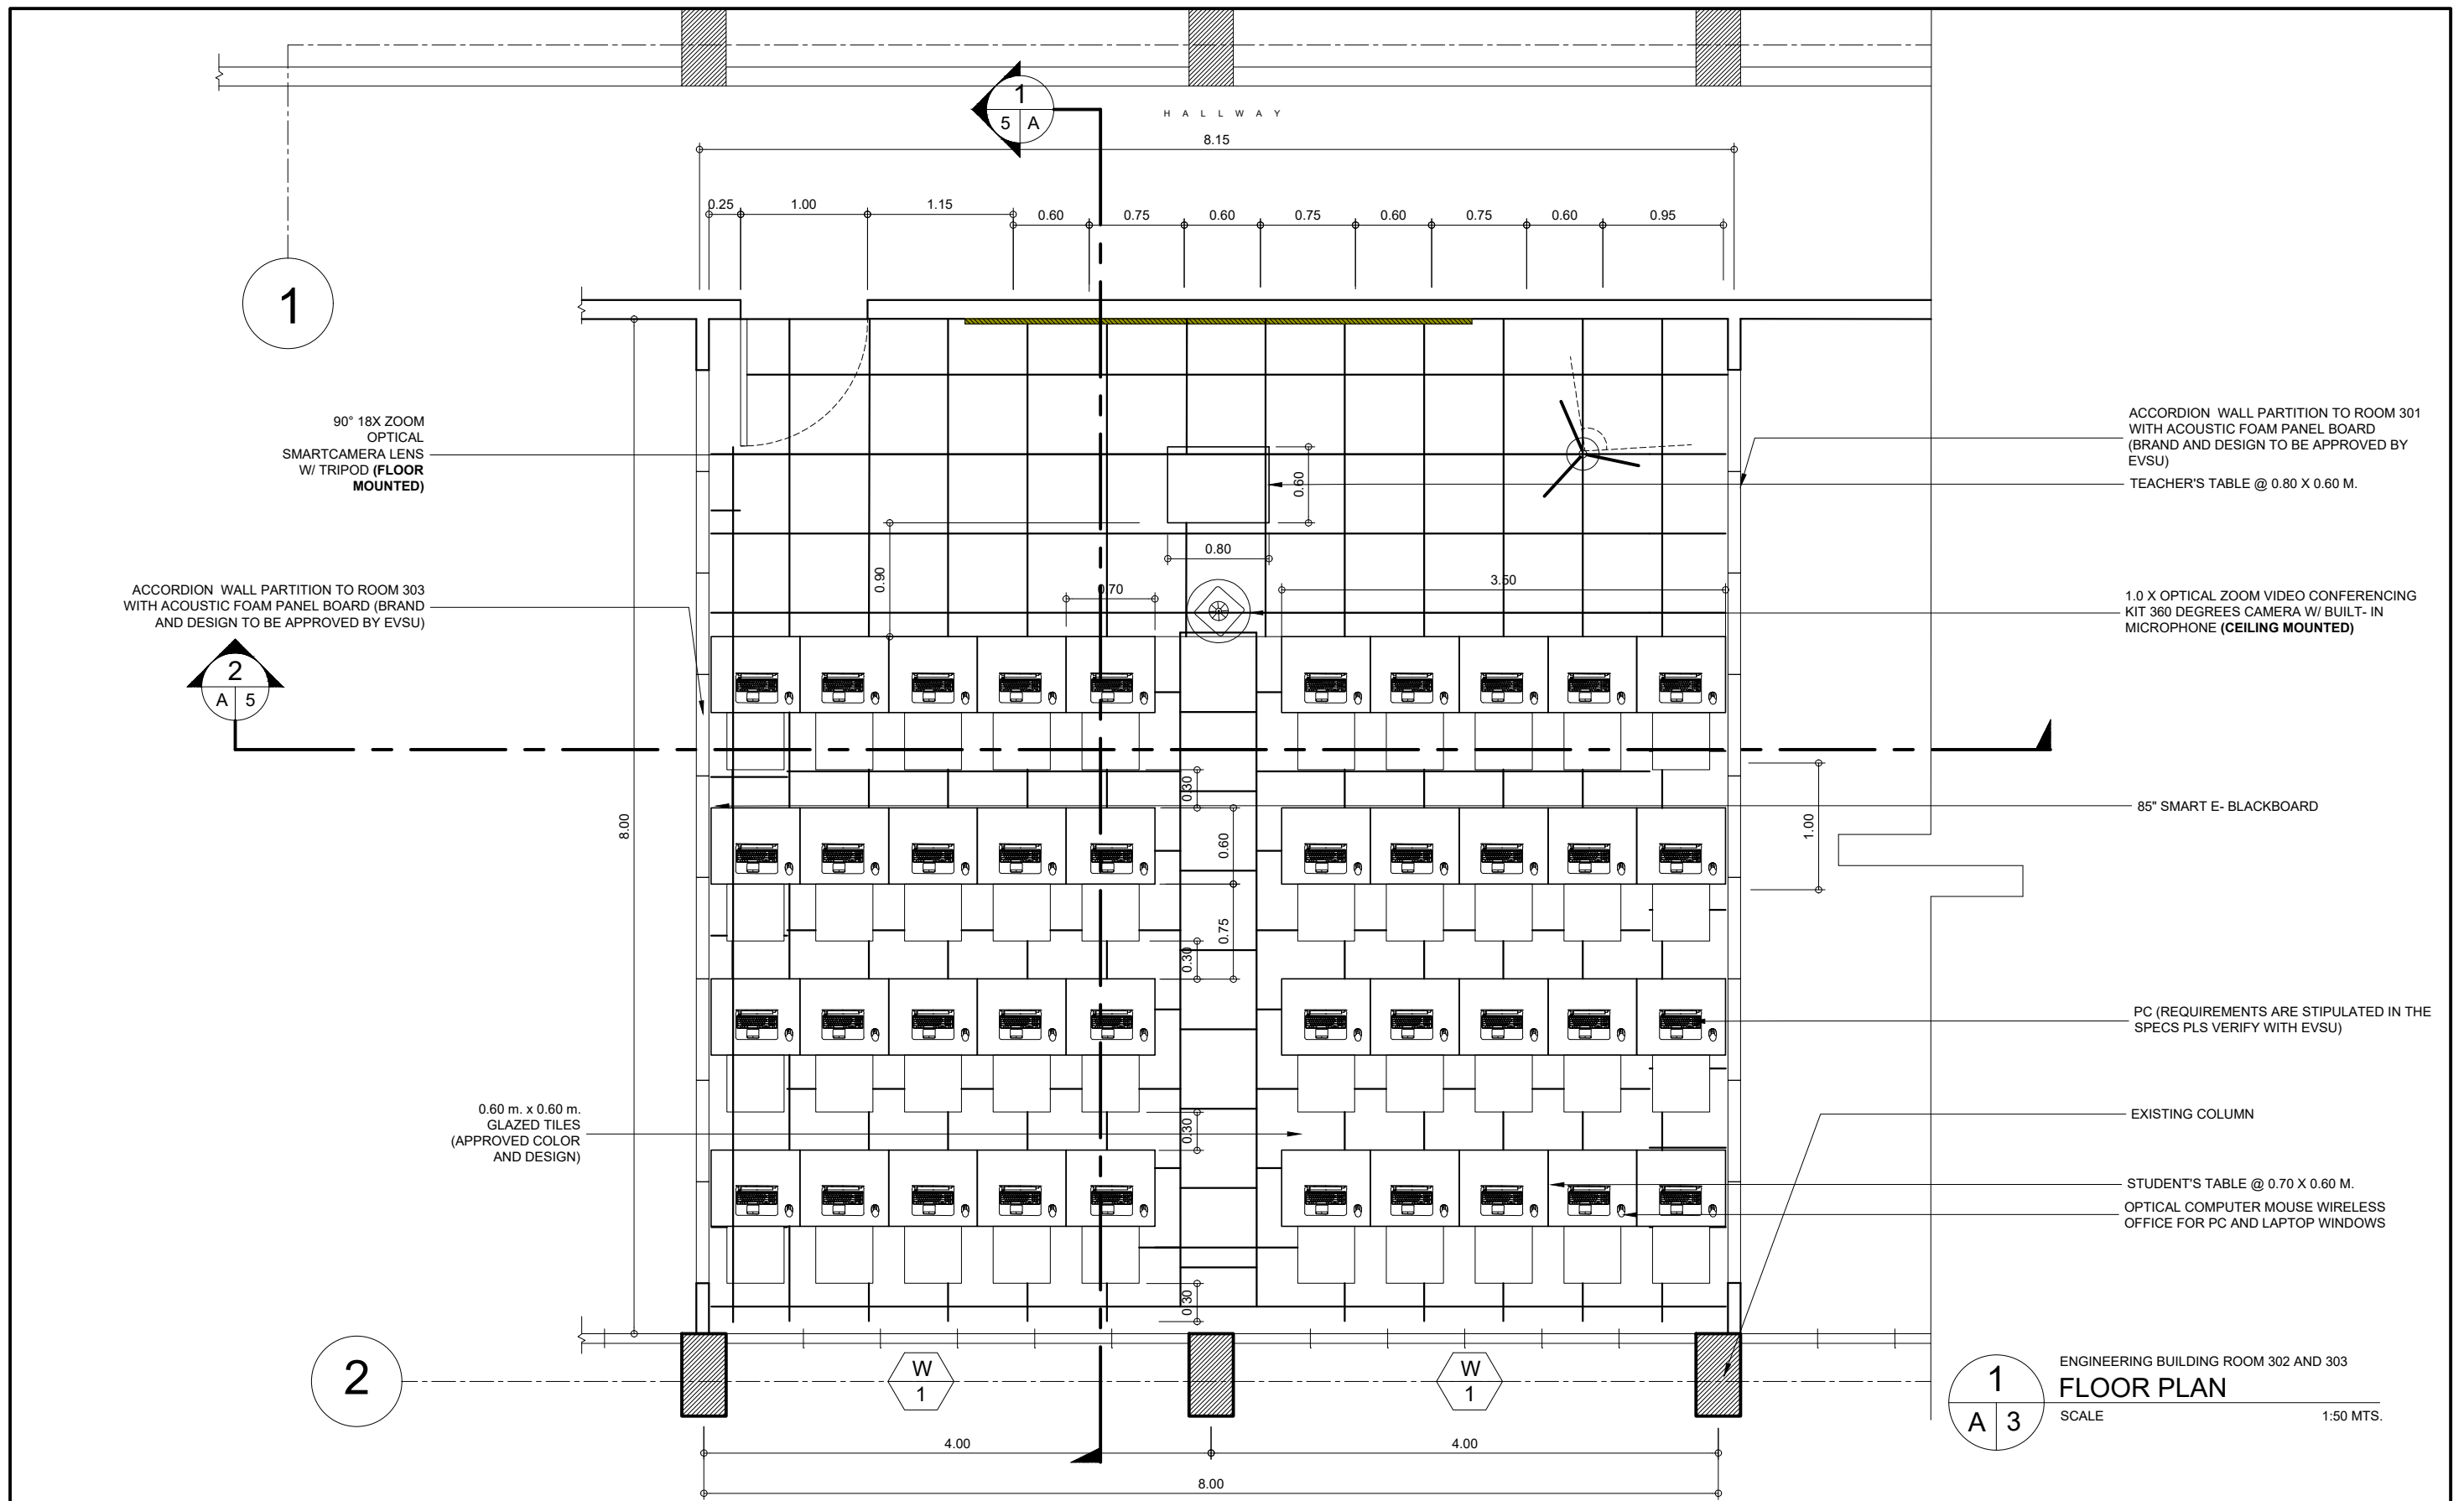 1
5 A
H A L L W A Y
8.15
0.25
1.00
1.15
0.60
0.75
0.60
0.75
0.60
0.75
0.60
0.95
1
90° 18X ZOOM
OPTICAL
SMARTCAMERA LENS
W/ TRIPOD (FLOOR
MOUNTED)
ACCORDION WALL PARTITION TO ROOM 301
WITH ACOUSTIC FOAM PANEL BOARD
(BRAND AND DESIGN TO BE APPROVED BY
EVSU)
TEACHER'S TABLE @ 0.80 X 0.60 M.
0.60
0.80
0.90
0.70
3.50
ACCORDION WALL PARTITION TO ROOM 303
WITH ACOUSTIC FOAM PANEL BOARD (BRAND
AND DESIGN TO BE APPROVED BY EVSU)
1.0 X OPTICAL ZOOM VIDEO CONFERENCING
KIT 360 DEGREES CAMERA W/ BUILT- IN
MICROPHONE (CEILING MOUNTED)
2
A 5
0.30
85" SMART E- BLACKBOARD
8.00
0.60
1.00
0.75
0.30
PC (REQUIREMENTS ARE STIPULATED IN THE
SPECS PLS VERIFY WITH EVSU)
0.60 m. x 0.60 m.
GLAZED TILES
(APPROVED COLOR
AND DESIGN)
0.30
EXISTING COLUMN
STUDENT'S TABLE @ 0.70 X 0.60 M.
OPTICAL COMPUTER MOUSE WIRELESS
OFFICE FOR PC AND LAPTOP WINDOWS
0.30
2
W
1
W
1
1
A 3
ENGINEERING BUILDING ROOM 302 AND 303
FLOOR PLAN
SCALE 1:50 MTS.
4.00
4.00
8.00